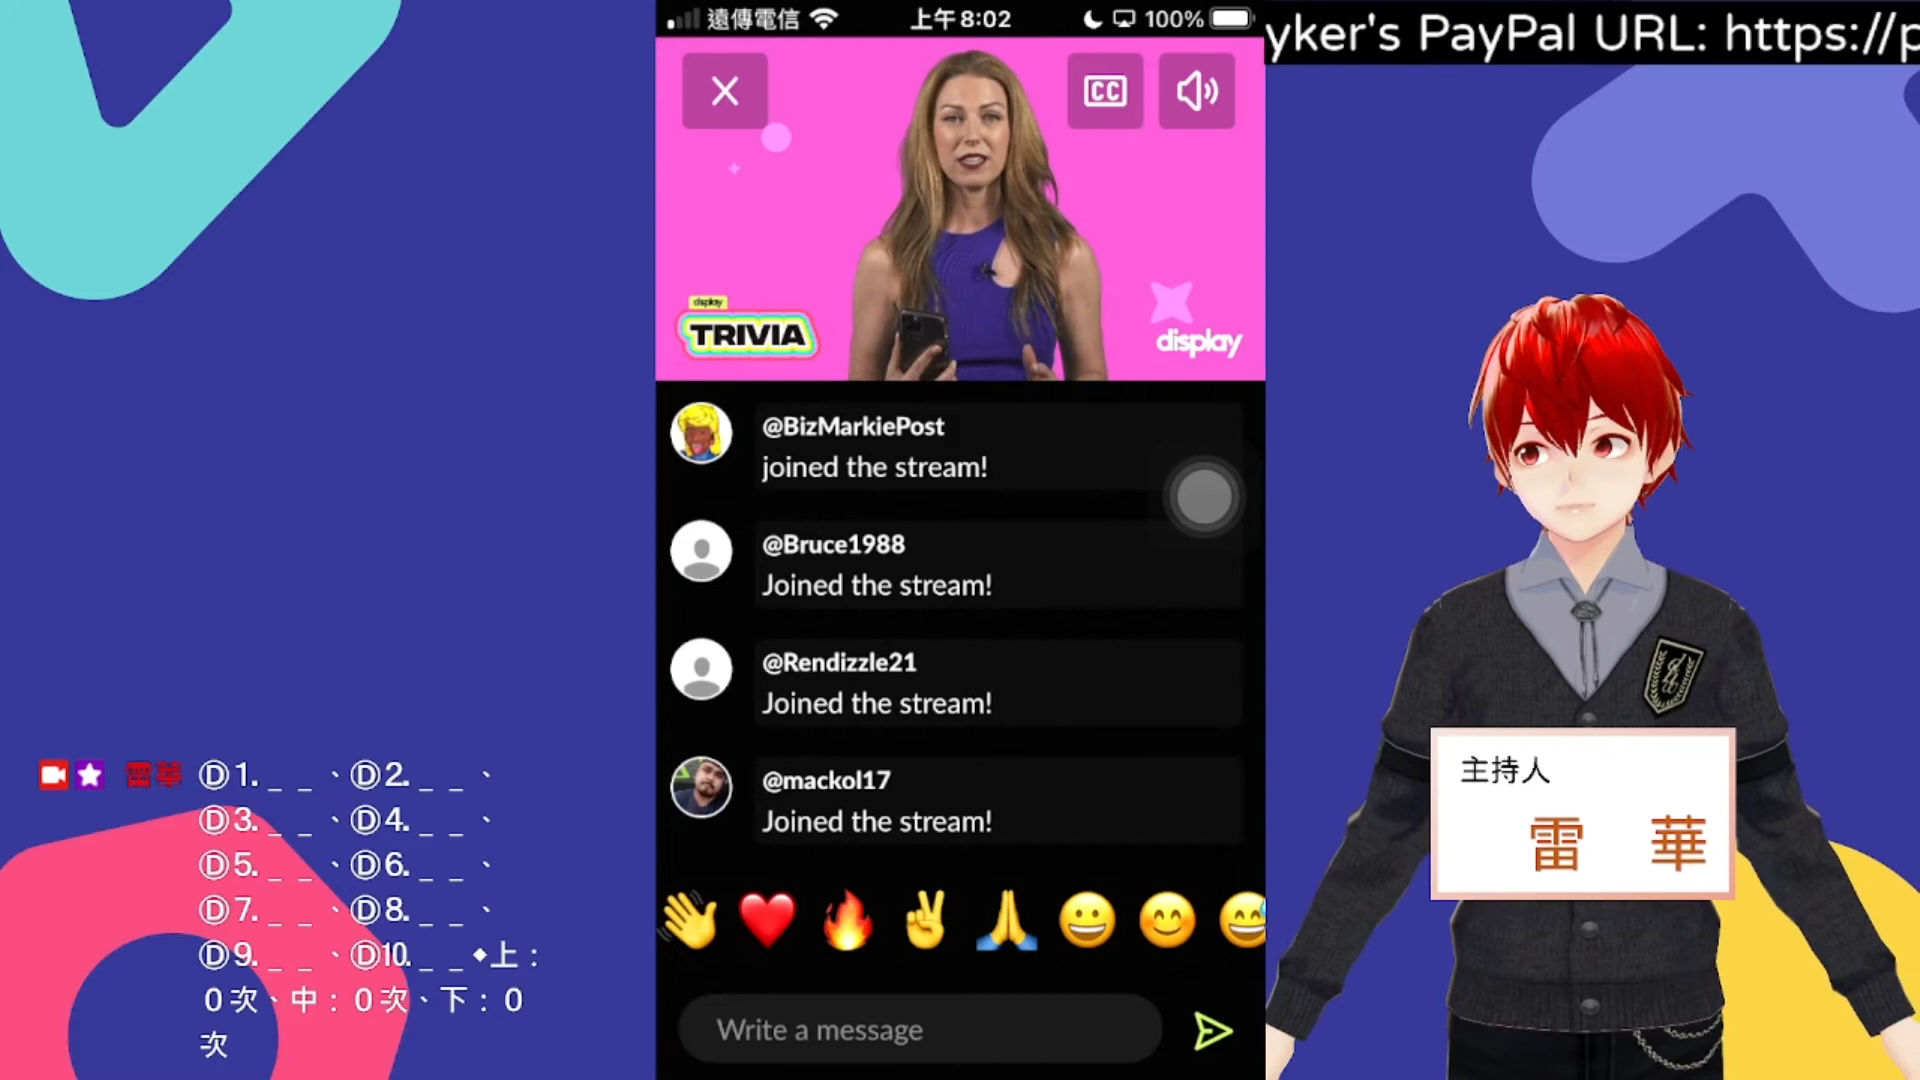 遠傳電信
上午8:02
100%
yker's PayPal URL: https://p
CC
display
TRIVIA
display
@BizMarkiePost
joined the stream!
@Bruce1988
Joined the stream!
@Rendizzle21
Joined the stream!
@mackol17
Joined the stream!
Write a message
雷華 Ⓓ1. _ _ 、Ⓓ2. _ _ 、
Ⓓ3. _ _ 、Ⓓ4. _ _ 、
Ⓓ5. _ _ 、Ⓓ6. _ _ 、
Ⓓ7. _ _ 、Ⓓ8. _ _ 、
Ⓓ9. _ _ 、Ⓓ10. _ _ ◆上：
0次、中：0次、下：0
次
主持人
雷 華